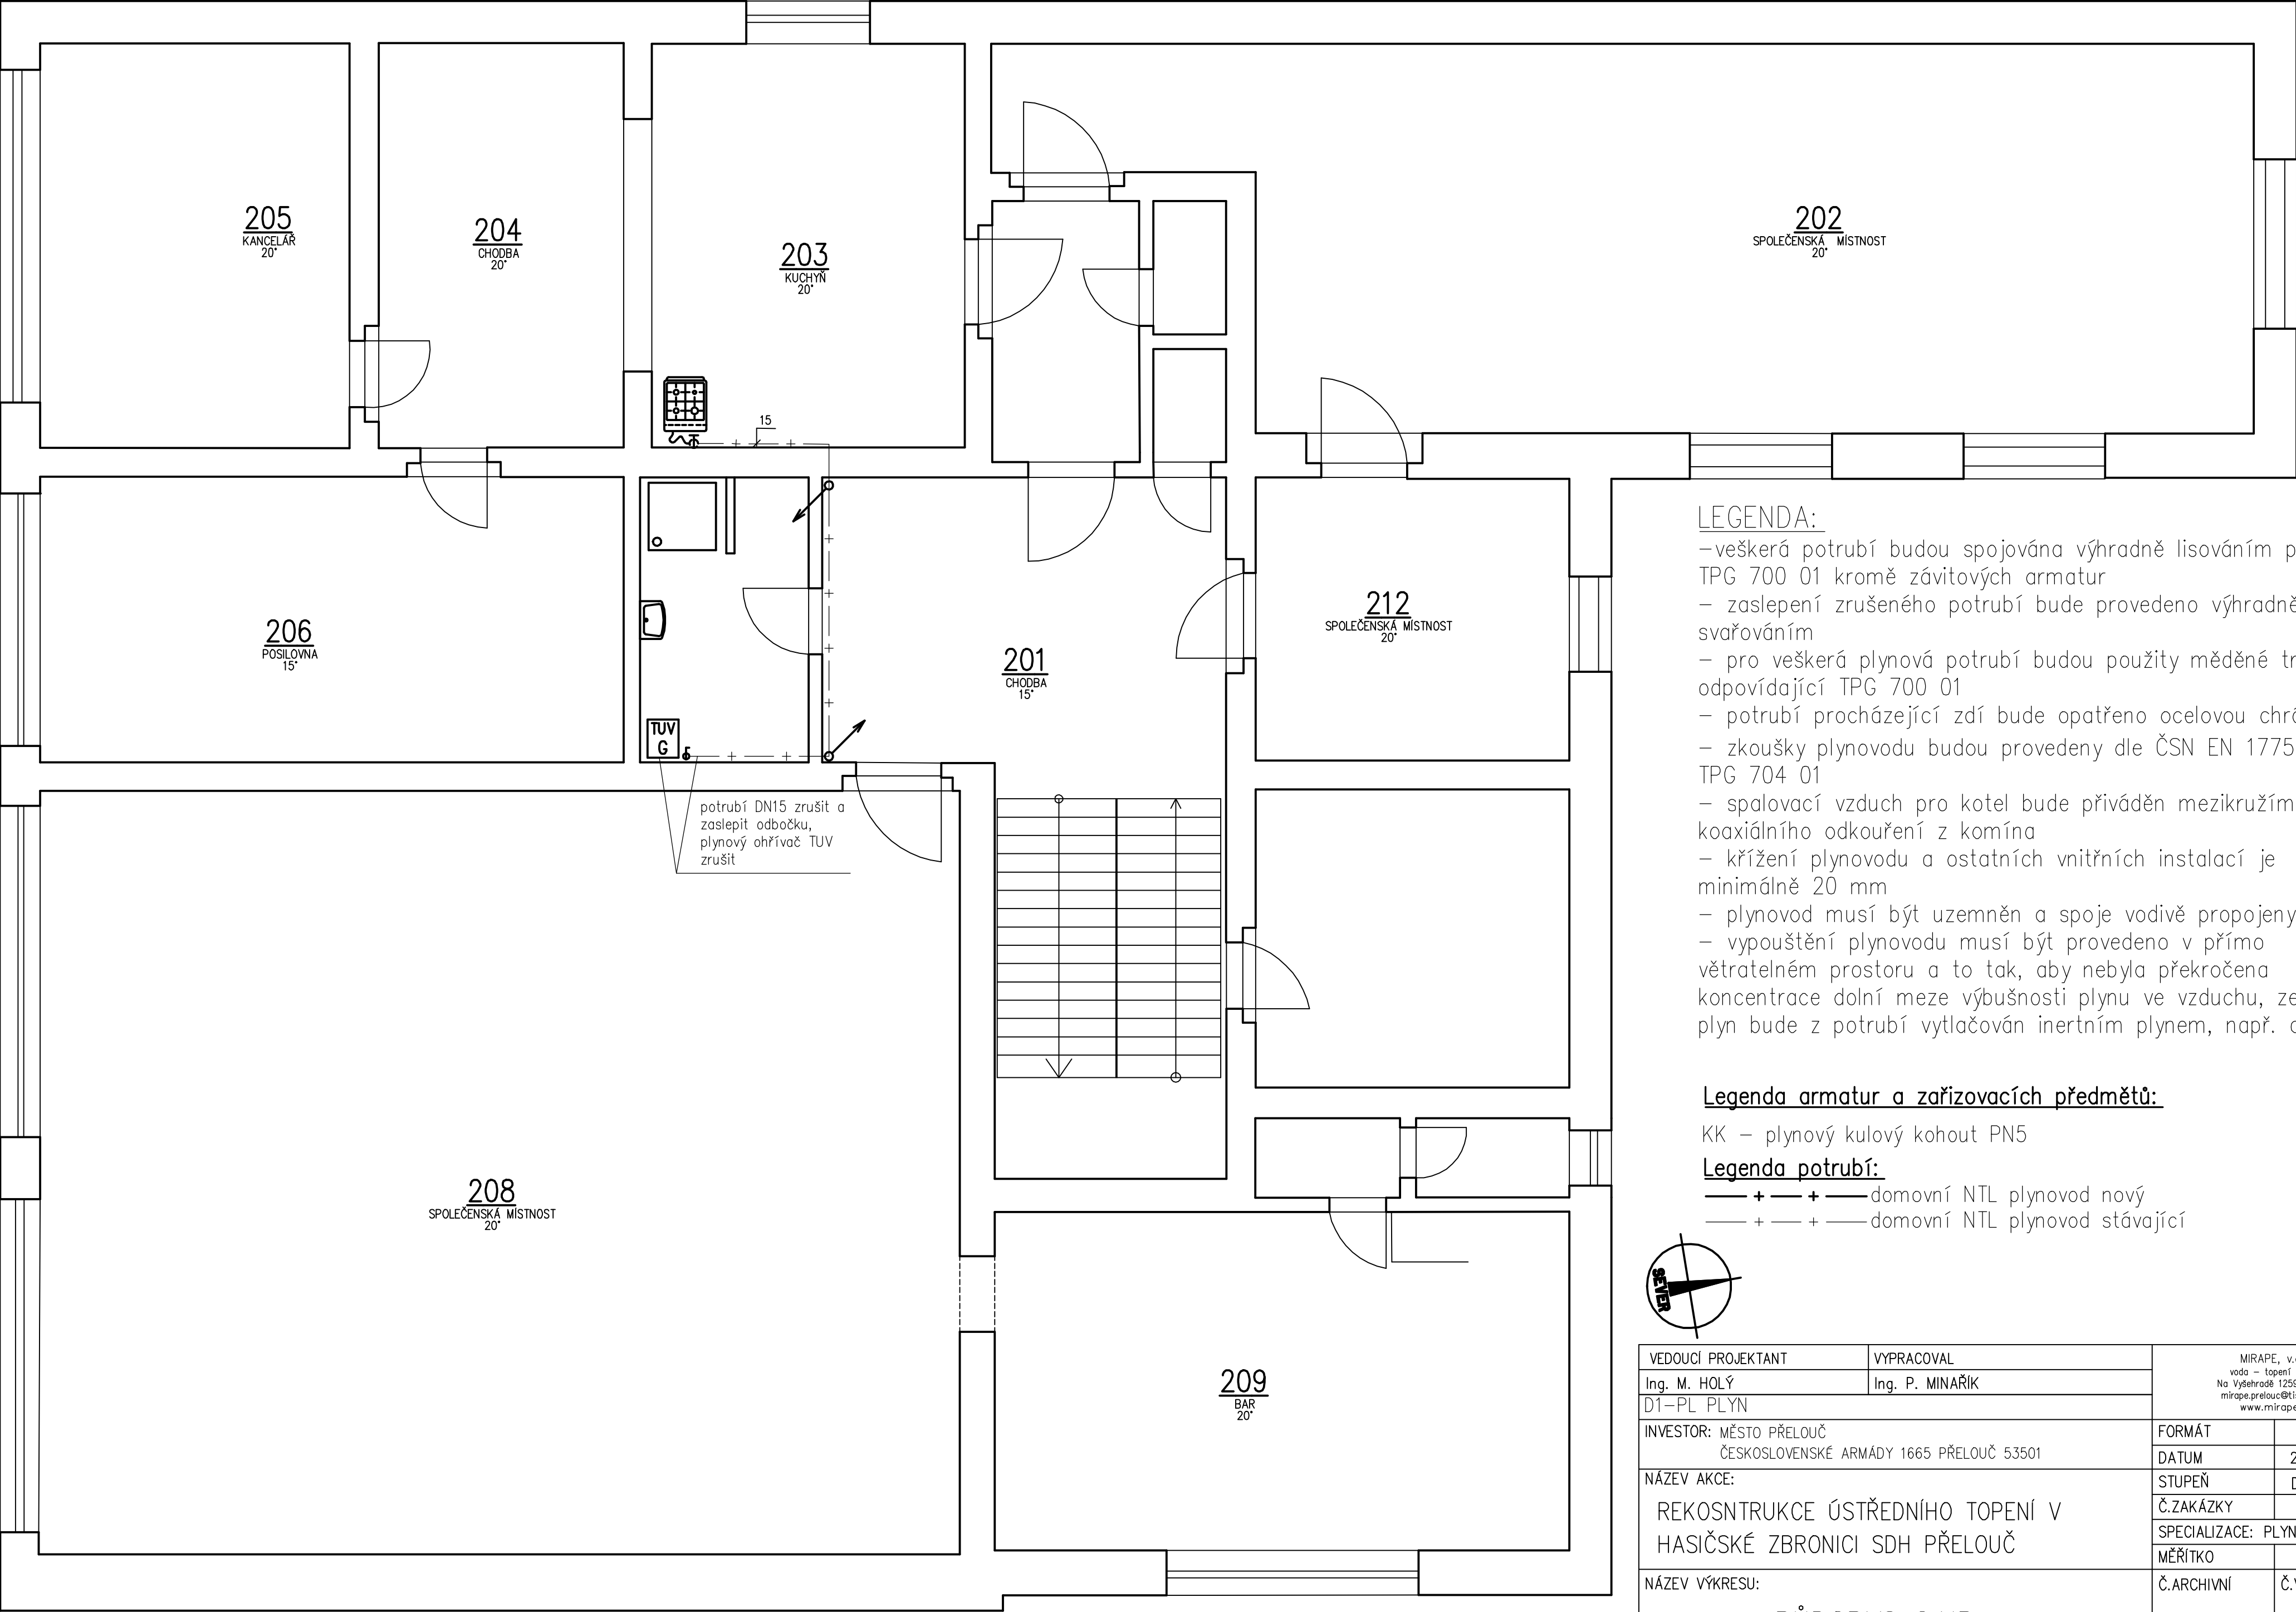 205
KANCELÁŘ
20°
204
CHODBA
20°
203
KUCHYŇ
20°
202
SPOLEČENSKÁ MÍSTNOST
20°
15
206
POSILOVNA
15°
TUV
G
201
CHODBA
15°
212
SPOLEČENSKÁ MÍSTNOST
20°
potrubí DN15 zrušit a
zaslepit odbočku,
plynový ohřívač TUV
zrušit
208
SPOLEČENSKÁ MÍSTNOST
20°
209
BAR
20°
LEGENDA:
-veškerá potrubí budou spojována výhradně lisováním
TPG 700 01 kromě závitových armatur
- zaslepení zrušeného potrubí bude provedeno výhradně
svařováním
- pro veškerá plynová potrubí budou použity měděné
odpovídající TPG 700 01
- potrubí procházející zdí bude opatřeno ocelovou
- zkoušky plynovodu budou provedeny dle ČSN EN 1775
TPG 704 01
- spalovací vzduch pro kotel bude přiváděn mezikružím
koaxiálního odkouření z komína
- křížení plynovodu a ostatních vnitřních instalací je
minimálně 20 mm
- plynovod musí být uzemněn a spoje vodivě propojeny
- vypouštění plynovodu musí být provedeno v přímo
větratelném prostoru a to tak, aby nebyla překročena
koncentrace dolní meze výbušnosti plynu ve vzduchu,
plyn bude z potrubí vytlačován inertním plynem, např.
Legenda armatur a zařizovacích předmětů:
KK - plynový kulový kohout PN5
Legenda potrubí:
domovní NTL plynovod nový
domovní NTL plynovod stávající
SEVER
VEDOUCÍ PROJEKTANT
VYPRACOVAL
Ing. M. HOLÝ
Ing. P. MINAŘÍK
D1-PL PLYN
MIRAPE,
voda - topení
Na Vyšehradě
INVESTOR: MĚSTO PŘELOUČ
ČESKOSLOVENSKÉ ARMÁDY 1665 PŘELOUČ 53501
NÁZEV AKCE:
REKOSNTRUKCE ÚSTŘEDNÍHO TOPENÍ V
HASIČSKÉ ZBRONICI SDH PŘELOUČ
NÁZEV VÝKRESU:
FORMÁT
DATUM
STUPEŇ
Č.ZAKÁZKY
SPECIALIZACE:
MĚŘÍTKO
Č.ARCHIVNÍ